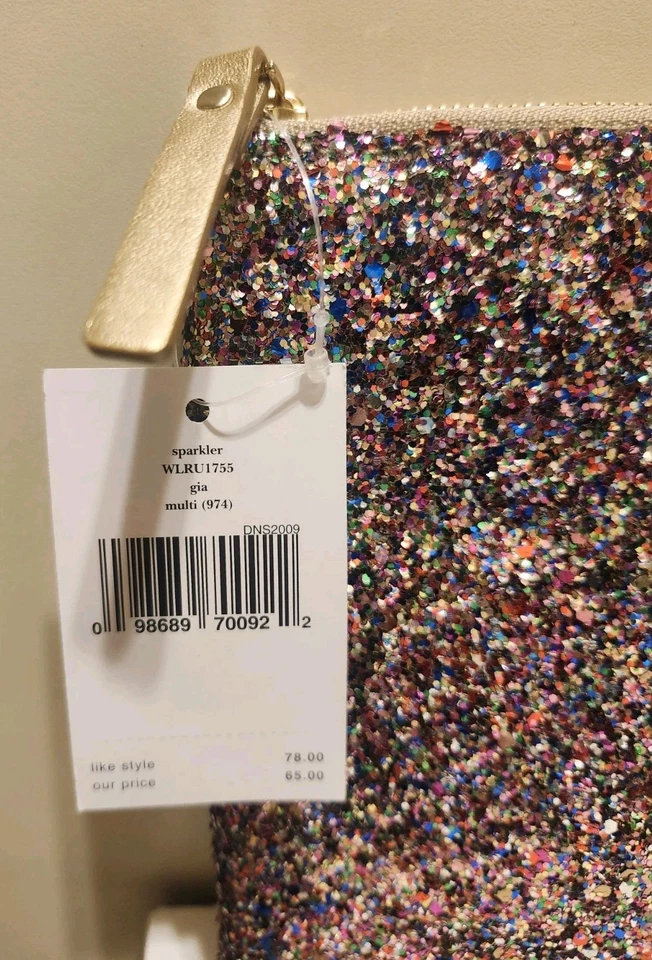 sparkler
WLRU1755
gia
multi (974)
DNS2009
0 98689 70092 2
like style 78.00
our price 65.00